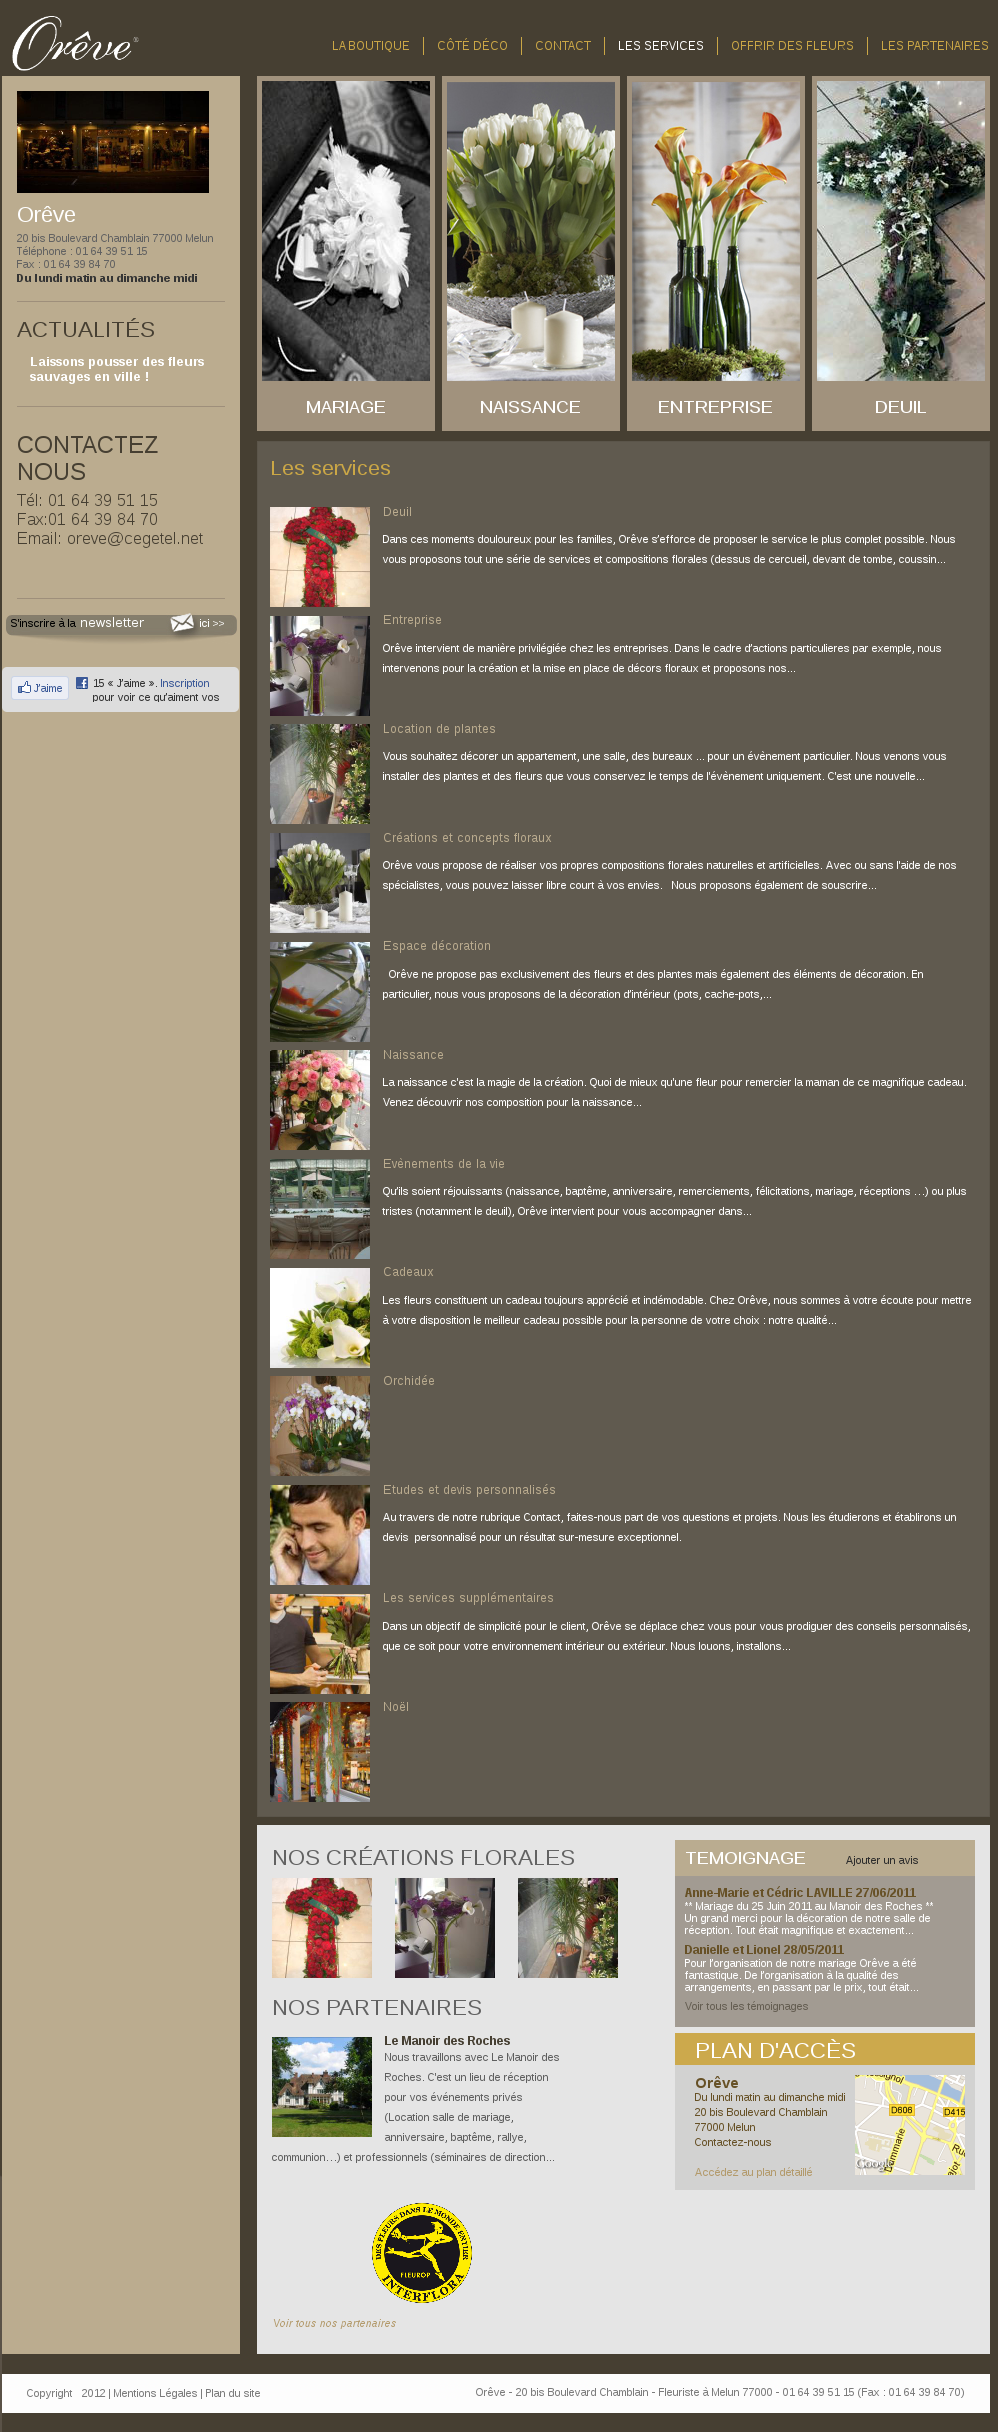 Orêve
LA BOUTIQUE
CÔTÉ DÉCO
CONTACT
LES SERVICES
OFFRIR DES FLEURS
LES PARTENAIRES
Orêve
20 bis Boulevard Chamblain 77000 Melun
Téléphone : 01 64 39 51 15
Fax : 01 64 39 84 70
Du lundi matin au dimanche midi
ACTUALITÉS
Laissons pousser des fleurs
sauvages en ville !
CONTACTEZ
NOUS
Tél: 01 64 39 51 15
Fax:01 64 39 84 70
Email: oreve@cegetel.net
S'inscrire à la newsletter ici >>
J'aime
15 « J'aime ». Inscription
pour voir ce qu'aiment vos
MARIAGE
NAISSANCE
ENTREPRISE
DEUIL
Les services
Deuil
Dans ces moments douloureux pour les familles, Orêve s'efforce de proposer le service le plus complet possible. Nous
vous proposons tout une série de services et compositions florales (dessus de cercueil, devant de tombe, coussin...
Entreprise
Orêve intervient de manière privilégiée chez les entreprises. Dans le cadre d'actions particulieres par exemple, nous
intervenons pour la création et la mise en place de décors floraux et proposons nos...
Location de plantes
Vous souhaitez décorer un appartement, une salle, des bureaux ... pour un évènement particulier. Nous venons vous
installer des plantes et des fleurs que vous conservez le temps de l'évènement uniquement. C'est une nouvelle...
Créations et concepts floraux
Orêve vous propose de réaliser vos propres compositions florales naturelles et artificielles. Avec ou sans l'aide de nos
spécialistes, vous pouvez laisser libre court à vos envies. Nous proposons également de souscrire...
Espace décoration
Orêve ne propose pas exclusivement des fleurs et des plantes mais également des éléments de décoration. En
particulier, nous vous proposons de la décoration d'intérieur (pots, cache-pots,...
Naissance
La naissance c'est la magie de la création. Quoi de mieux qu'une fleur pour remercier la maman de ce magnifique cadeau.
Venez découvrir nos composition pour la naissance...
Evénements de la vie
Qu'ils soient réjouissants (naissance, baptême, anniversaire, remerciements, félicitations, mariage, réceptions ...) ou plus
tristes (notamment le deuil), Orêve intervient pour vous accompagner dans...
Cadeaux
Les fleurs constituent un cadeau toujours apprécié et indémodable. Chez Orêve, nous sommes à votre écoute pour mettre
à votre disposition le meilleur cadeau possible pour la personne de votre choix : notre qualité...
Orchidée
Etudes et devis personnalisés
Au travers de notre rubrique Contact, faites-nous part de vos questions et projets. Nous les étudierons et établirons un
devis personnalisé pour un résultat sur-mesure exceptionnel.
Les services supplémentaires
Dans un objectif de simplicité pour le client, Orêve se déplace chez vous pour vous prodiguer des conseils personnalisés,
que ce soit pour votre environnement intérieur ou extérieur. Nous louons, installons...
Noël
NOS CRÉATIONS FLORALES
NOS PARTENAIRES
Le Manoir des Roches
Nous travaillons avec Le Manoir des
Roches. C'est un lieu de réception
pour vos événements privés
(Location salle de mariage,
anniversaire, baptême, rallye,
communion...) et professionnels (séminaires de direction...
DES FLEURS DANS LE MONDE ENTIER
FLEUROP
INTERFLORA
Voir tous nos partenaires
TEMOIGNAGE
Ajouter un avis
Anne-Marie et Cédric LAVILLE 27/06/2011
** Mariage du 25 Juin 2011 au Manoir des Roches **
Un grand merci pour la décoration de notre salle de
réception. Tout était magnifique et exactement...
Danielle et Lionel 28/05/2011
Pour l'organisation de notre mariage Orêve a été
fantastique. De l'organisation à la qualité des
arrangements, en passant par le prix, tout était...
Voir tous les témoignages
PLAN D'ACCÈS
Orêve
Du lundi matin au dimanche midi
20 bis Boulevard Chamblain
77000 Melun
Contactez-nous
Accédez au plan détaillé
D606
D415
Google
Copyright 2012 | Mentions Légales | Plan du site
Orêve - 20 bis Boulevard Chamblain - Fleuriste à Melun 77000 - 01 64 39 51 15 (Fax : 01 64 39 84 70)